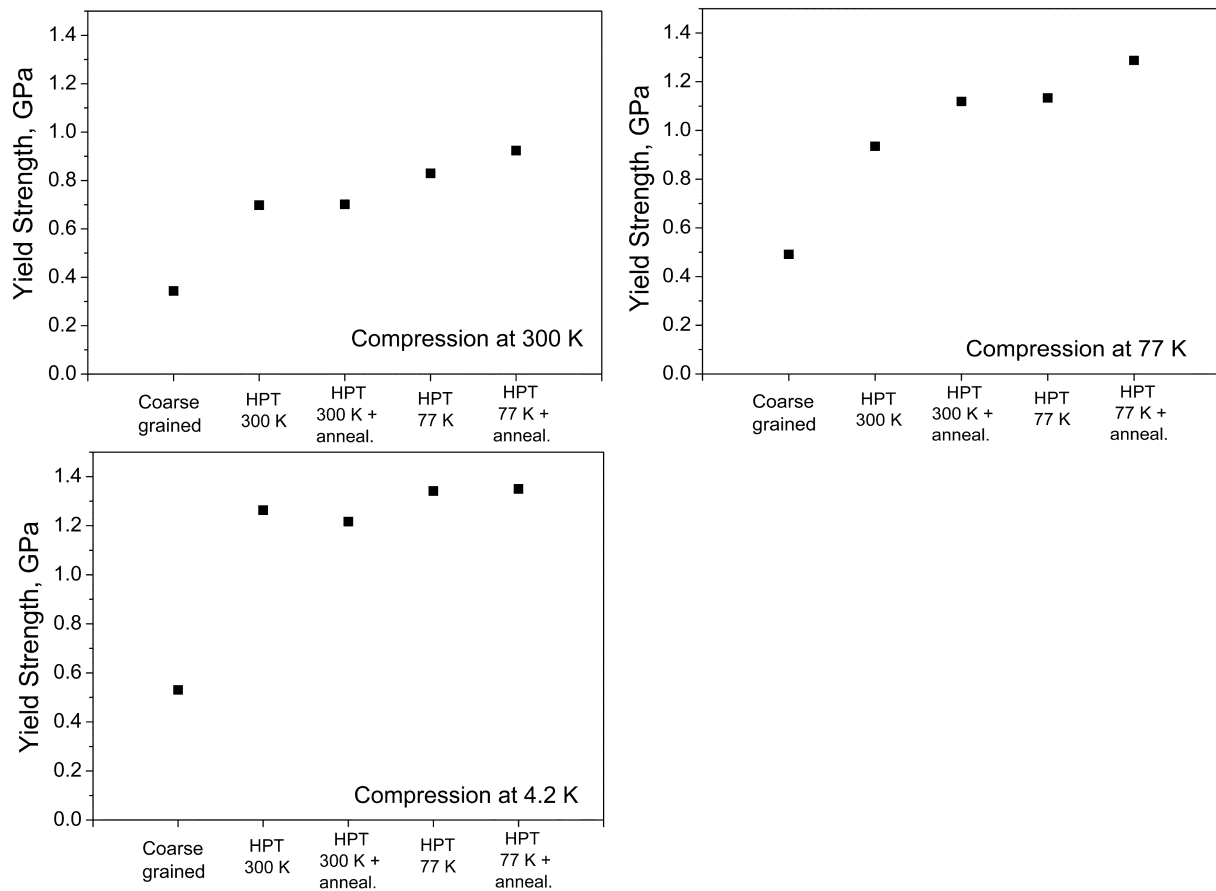 1.4
1.2
1.0
0.8
0.6
0.4
0.2
0.0
Yield Strength, GPa
Compression at 300 K
Coarse
grained
HPT
300 K
HPT
300 K +
anneal.
HPT
77 K
HPT
77 K +
anneal.
1.4
1.2
1.0
0.8
0.6
0.4
0.2
0.0
Yield Strength, GPa
Compression at 77 K
Coarse
grained
HPT
300 K
HPT
300 K +
anneal.
HPT
77 K
HPT
77 K +
anneal.
1.4
1.2
1.0
0.8
0.6
0.4
0.2
0.0
Yield Strength, GPa
Compression at 4.2 K
Coarse
grained
HPT
300 K
HPT
300 K +
anneal.
HPT
77 K
HPT
77 K +
anneal.